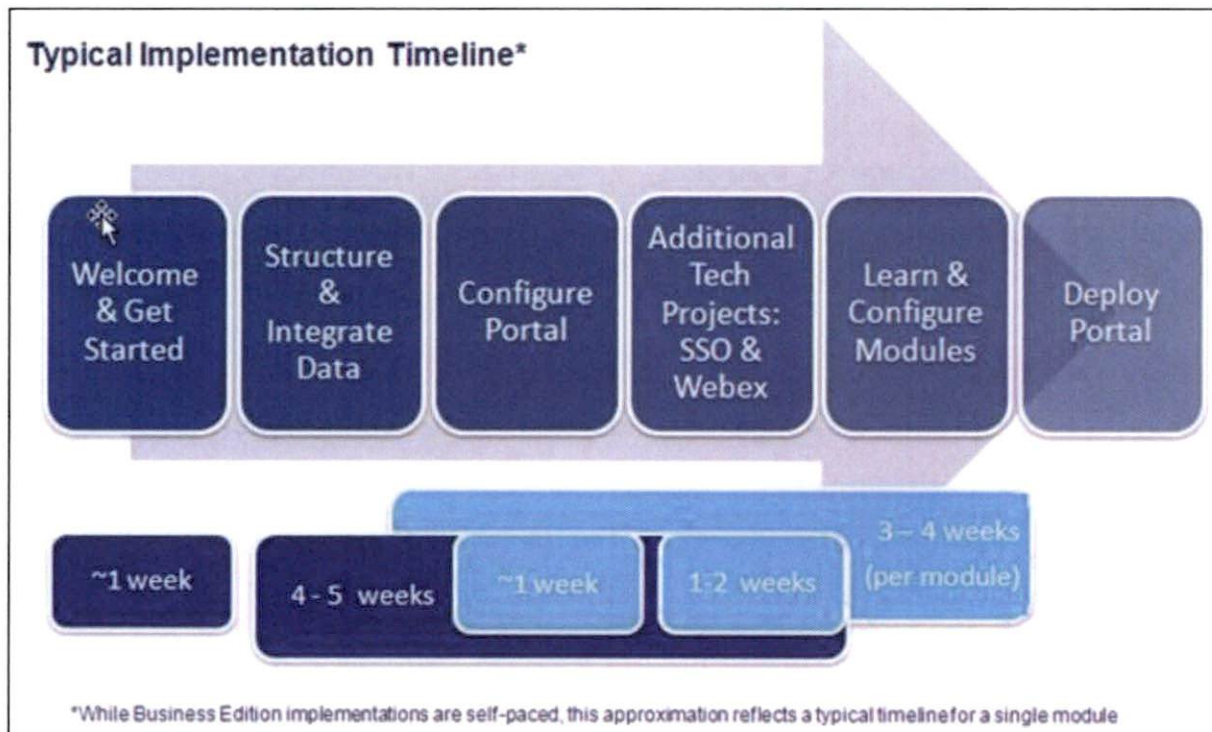 Typical Implementation Timeline*
Welcome
& Get
Started
Structure
&
Integrate
Data
Configure
Portal
Additional
Tech
Projects:
SSO &
Webex
Learn &
Configure
Modules
Deploy
Portal
~1 week
4 - 5 weeks
~1 week
1-2 weeks
3 – 4 weeks
(per module)
*While Business Edition implementations are self-paced, this approximation reflects a typical timeline for a single module